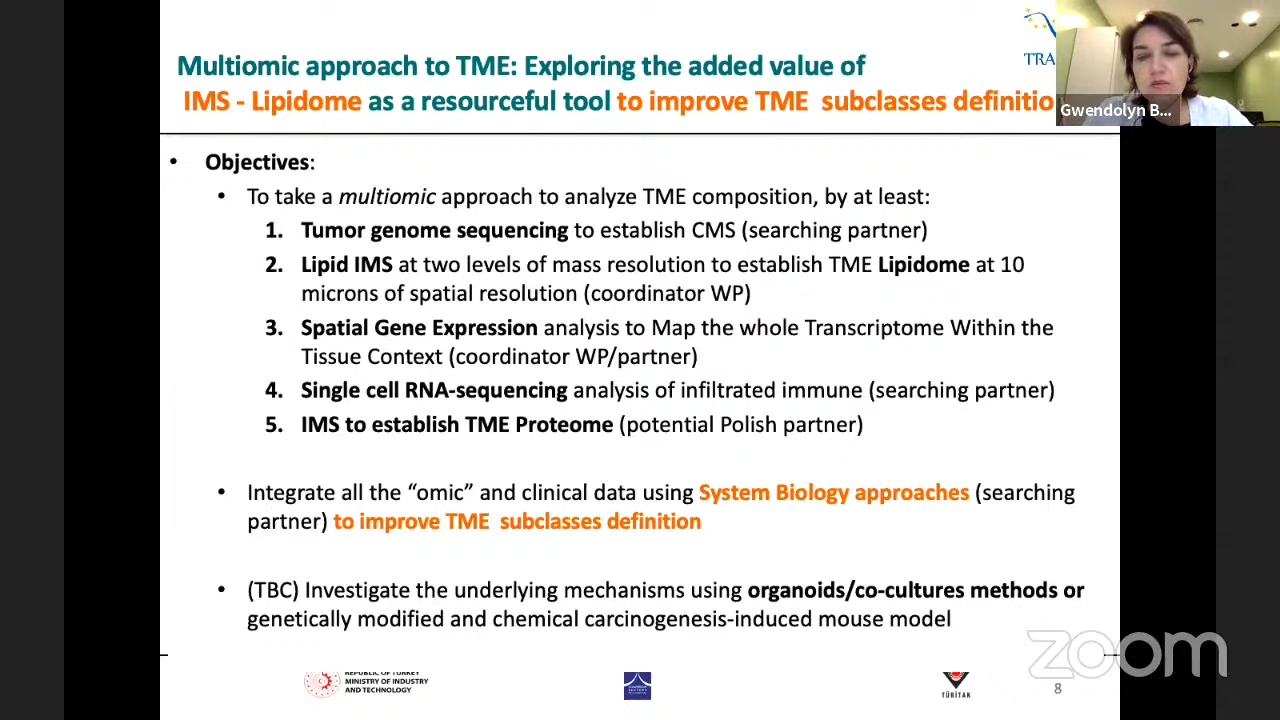 Multiomic approach to TME: Exploring the added value of
IMS - Lipidome as a resourceful tool to improve TME subclasses definitio
TRA
Gwendolyn B...
• Objectives:
• To take a multiomic approach to analyze TME composition, by at least:
1. Tumor genome sequencing to establish CMS (searching partner)
2. Lipid IMS at two levels of mass resolution to establish TME Lipidome at 10
microns of spatial resolution (coordinator WP)
3. Spatial Gene Expression analysis to Map the whole Transcriptome Within the
Tissue Context (coordinator WP/partner)
4. Single cell RNA-sequencing analysis of infiltrated immune (searching partner)
5. IMS to establish TME Proteome (potential Polish partner)
• Integrate all the “omic” and clinical data using System Biology approaches (searching
partner) to improve TME subclasses definition
• (TBC) Investigate the underlying mechanisms using organoids/co-cultures methods or
genetically modified and chemical carcinogenesis-induced mouse model
zoom
REPUBLIC OF TURKEY
MINISTRY OF INDUSTRY
AND TECHNOLOGY
TÜBİTAK
8